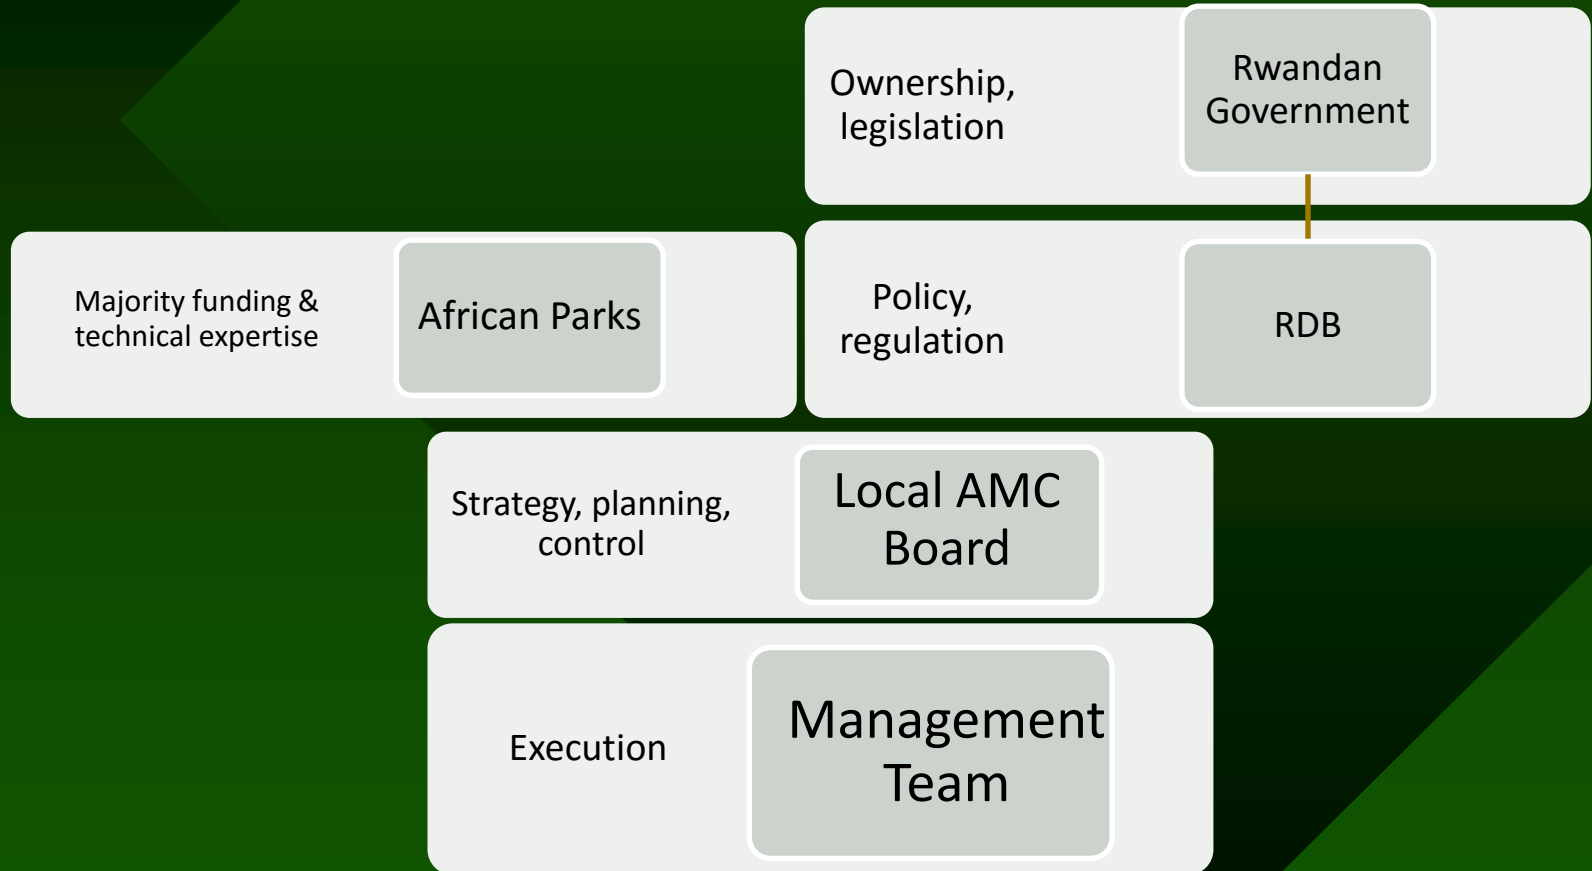 Ownership,
legislation
Rwandan
Government
Majority funding &
technical expertise
African Parks
Policy,
regulation
RDB
Strategy, planning,
control
Local AMC
Board
Execution
Management
Team